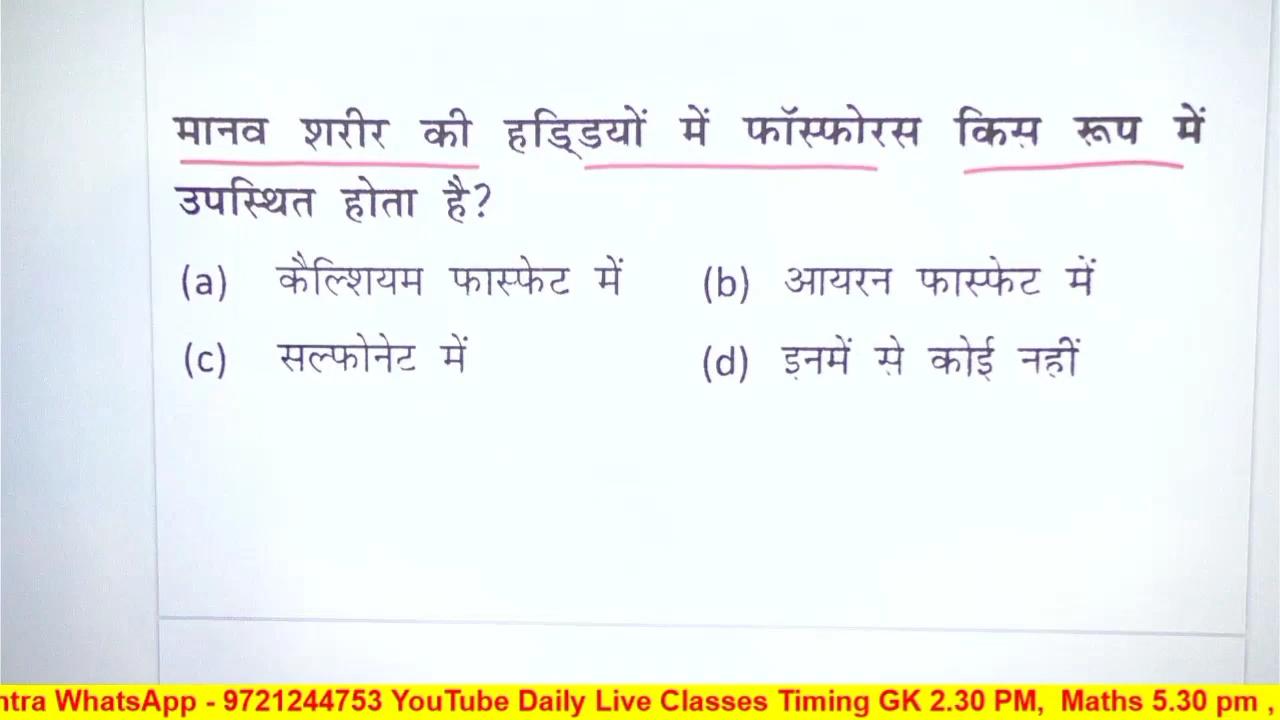 मानव शरीर की हड्डियों में फॉस्फोरस किस रूप में
उपस्थित होता है?
(a) कैल्शियम फास्फेट में (b) आयरन फास्फेट में
(c) सल्फोनेट में (d) इनमें से कोई नहीं
WhatsApp - 9721244753 YouTube Daily Live Classes Timing GK 2.30 PM, Maths 5.30 pm ,